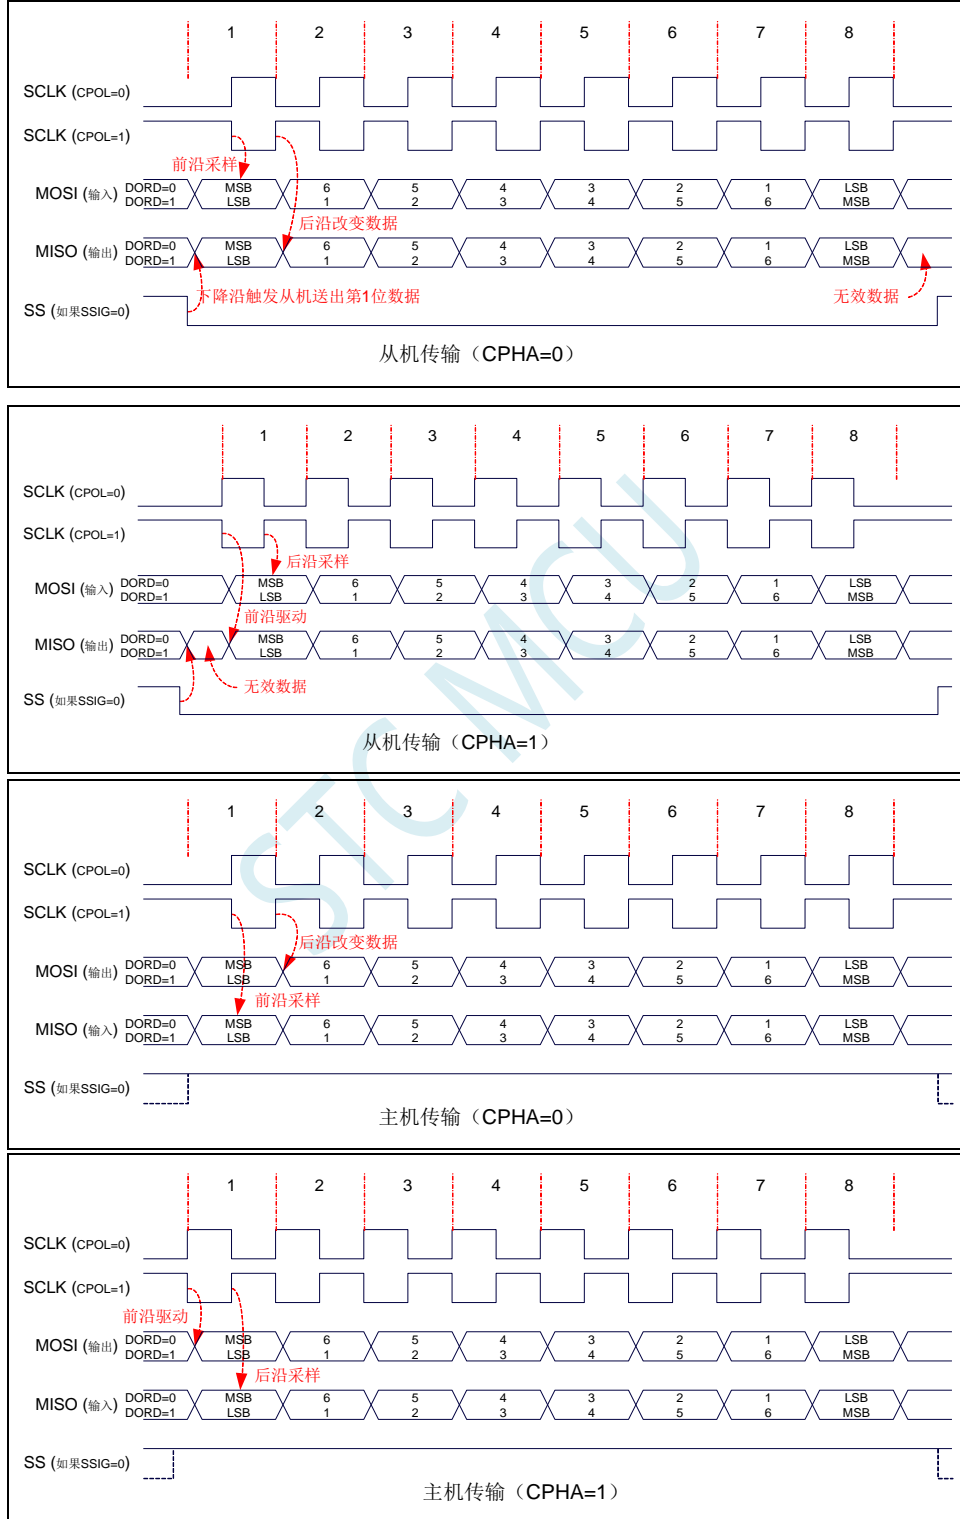 1 2 3 4 5 6 7 8
SCLK (CPOL=0)
SCLK (CPOL=1)
前沿采样
MOSI (输入) DORD=0 MSB 6 5 4 3 2 1 LSB
DORD=1 LSB 1 2 3 4 5 6 MSB
后沿改变数据
MISO (输出) DORD=0 MSB 6 5 4 3 2 1 LSB
DORD=1 LSB 1 2 3 4 5 6 MSB
下降沿触发从机送出第1位数据 无效数据
SS (如果SSIG=0)
从机传输（CPHA=0）
1 2 3 4 5 6 7 8
SCLK (CPOL=0)
SCLK (CPOL=1)
后沿采样
MOSI (输入) DORD=0 MSB 6 5 4 3 2 1 LSB
DORD=1 LSB 1 2 3 4 5 6 MSB
前沿驱动
MISO (输出) DORD=0 MSB 6 5 4 3 2 1 LSB
DORD=1 LSB 1 2 3 4 5 6 MSB
无效数据
SS (如果SSIG=0)
从机传输（CPHA=1）
STC MCU
1 2 3 4 5 6 7 8
SCLK (CPOL=0)
SCLK (CPOL=1)
后沿改变数据
MOSI (输出) DORD=0 MSB 6 5 4 3 2 1 LSB
DORD=1 LSB 1 2 3 4 5 6 MSB
前沿采样
MISO (输入) DORD=0 MSB 6 5 4 3 2 1 LSB
DORD=1 LSB 1 2 3 4 5 6 MSB
SS (如果SSIG=0)
主机传输（CPHA=0）
1 2 3 4 5 6 7 8
SCLK (CPOL=0)
SCLK (CPOL=1)
前沿驱动
MOSI (输出) DORD=0 MSB 6 5 4 3 2 1 LSB
DORD=1 LSB 1 2 3 4 5 6 MSB
后沿采样
MISO (输入) DORD=0 MSB 6 5 4 3 2 1 LSB
DORD=1 LSB 1 2 3 4 5 6 MSB
SS (如果SSIG=0)
主机传输（CPHA=1）